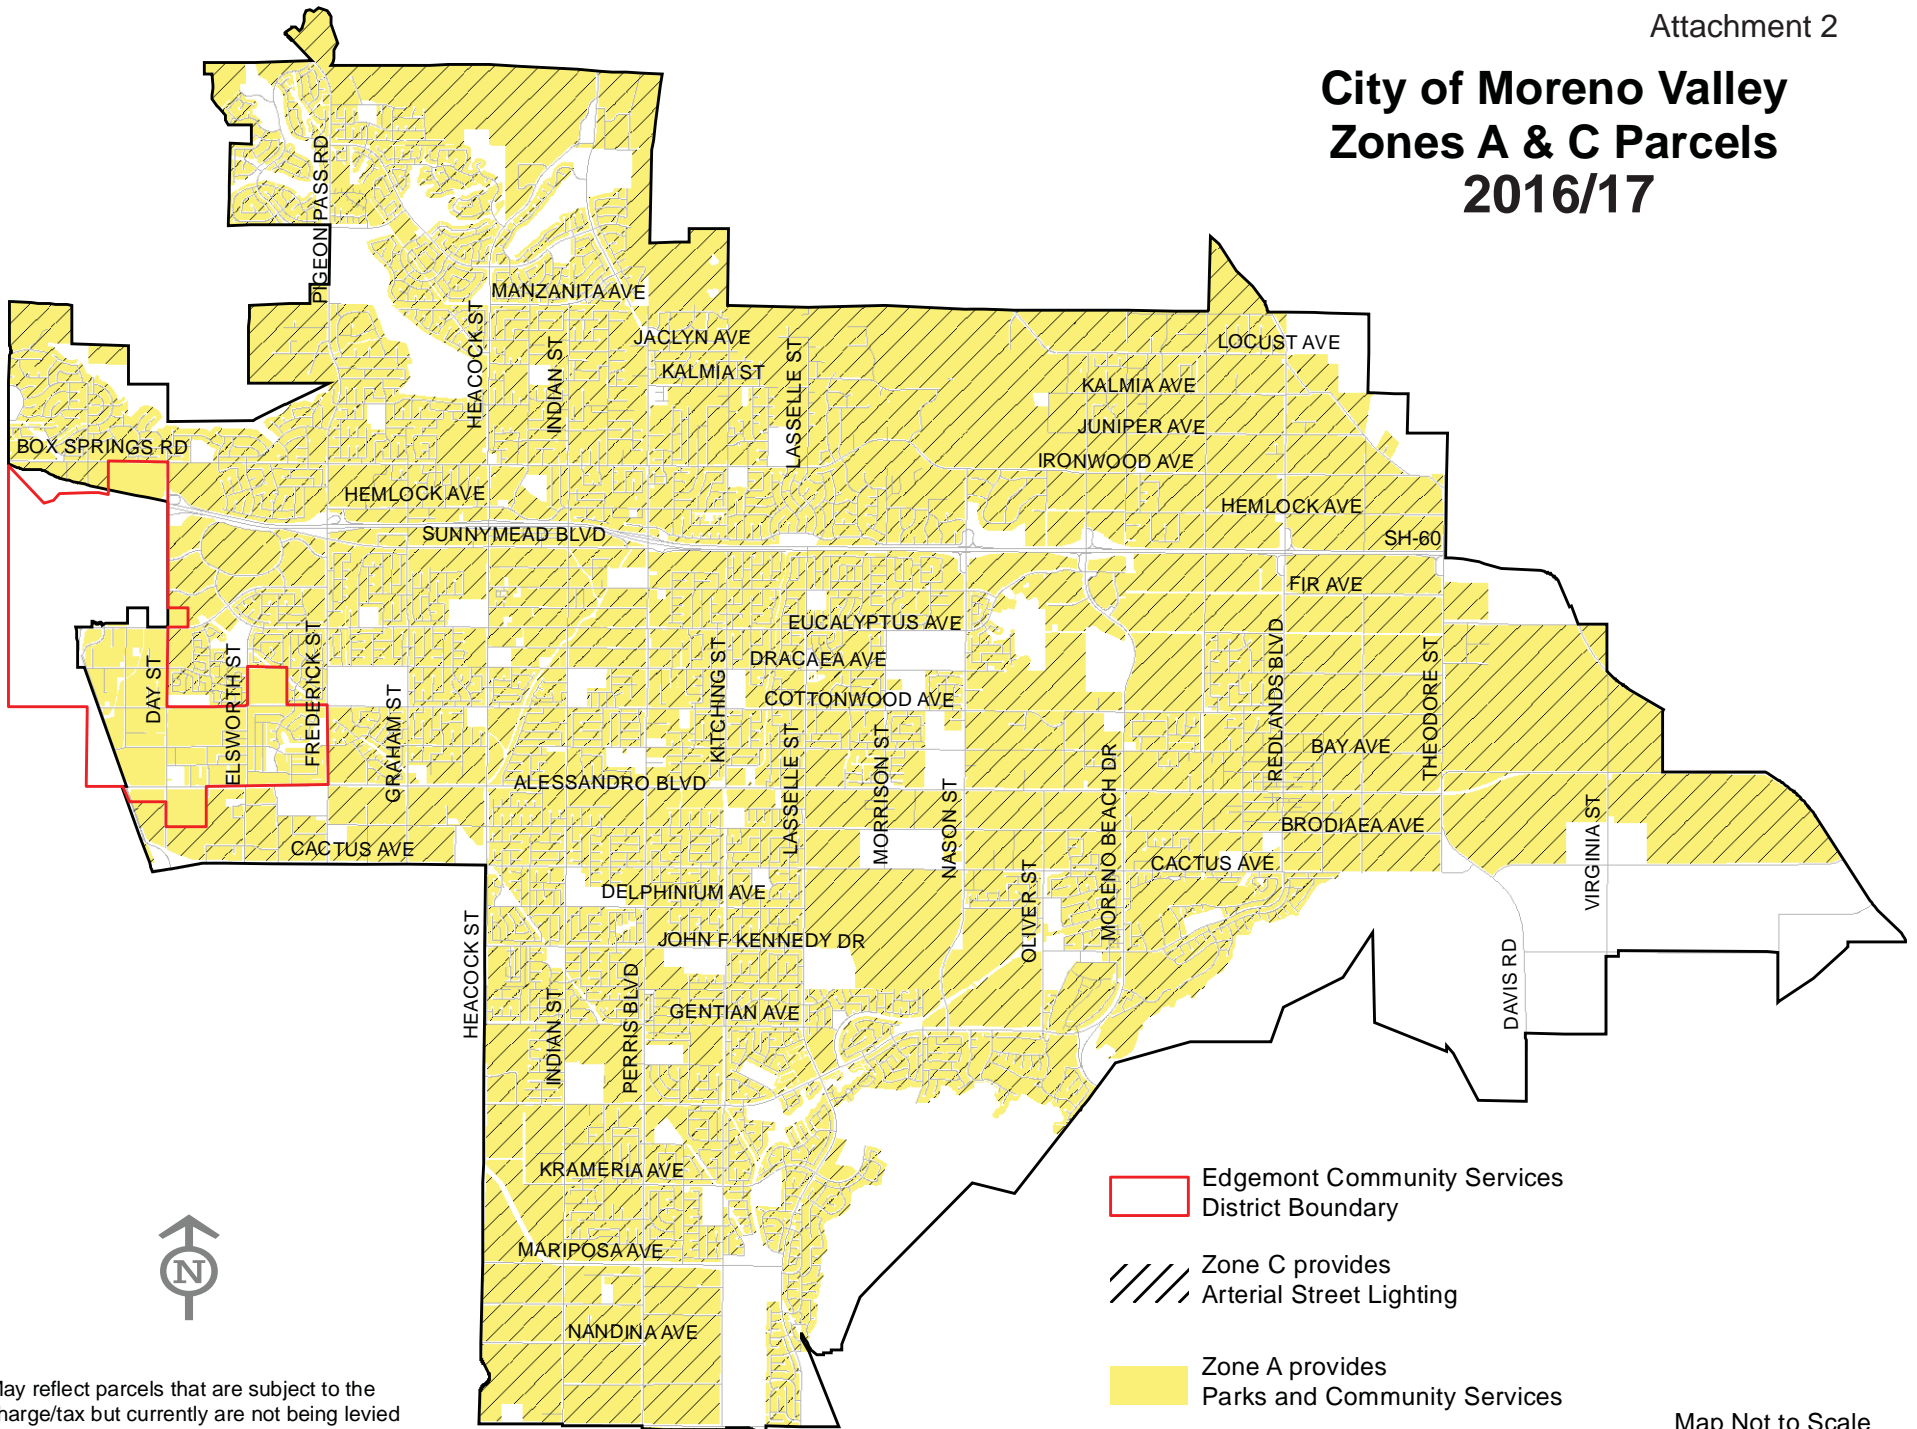 Attachment 2
City of Moreno Valley
Zones A & C Parcels
2016/17
PIGEON PASS RD
MANZANITA AVE
HEACOCK ST
INDIAN ST
JACLYN AVE
KALMIA ST
LASSELLE ST
LOCUST AVE
KALMIA AVE
JUNIPER AVE
IRONWOOD AVE
BOX SPRINGS RD
HEMLOCK AVE
HEMLOCK AVE
SUNNYMEAD BLVD
SH-60
FIR AVE
EUCALYPTUS AVE
DRACAEA AVE
COTTONWOOD AVE
DAY ST
ELSWORTH ST
FREDERICK ST
GRAHAM ST
KITCHING ST
LASSELLE ST
MORRISON ST
NASON ST
MORENO BEACH DR
REDLANDS BLVD
THEODORE ST
BAY AVE
ALESSANDRO BLVD
BRODIAEA AVE
VIRGINIA ST
CACTUS AVE
CACTUS AVE
OLIVER ST
DELPHINIUM AVE
JOHN F KENNEDY DR
HEACOCK ST
INDIAN ST
PERRIS BLVD
GENTIAN AVE
DAVIS RD
KRAMERIA AVE
MARIPOSA AVE
NANDINA AVE
N
Edgemont Community Services
District Boundary
Zone C provides
Arterial Street Lighting
Zone A provides
Parks and Community Services
May reflect parcels that are subject to the
charge/tax but currently are not being levied
Map Not to Scale